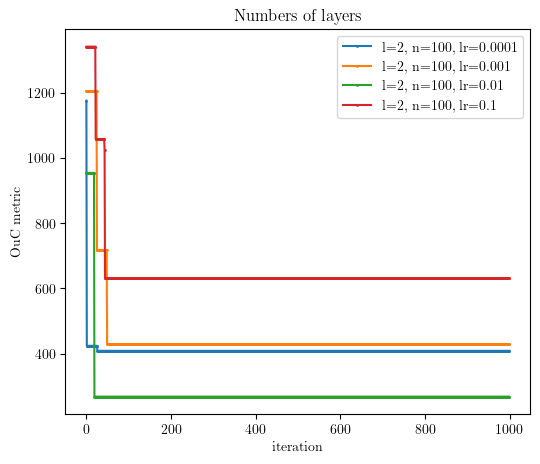 Numbers of layers
l=2, n=100, lr=0.0001
l=2, n=100, lr=0.001
l=2, n=100, lr=0.01
l=2, n=100, lr=0.1
OuC metric
1200
1000
800
600
400
0 200 400 600 800 1000
iteration